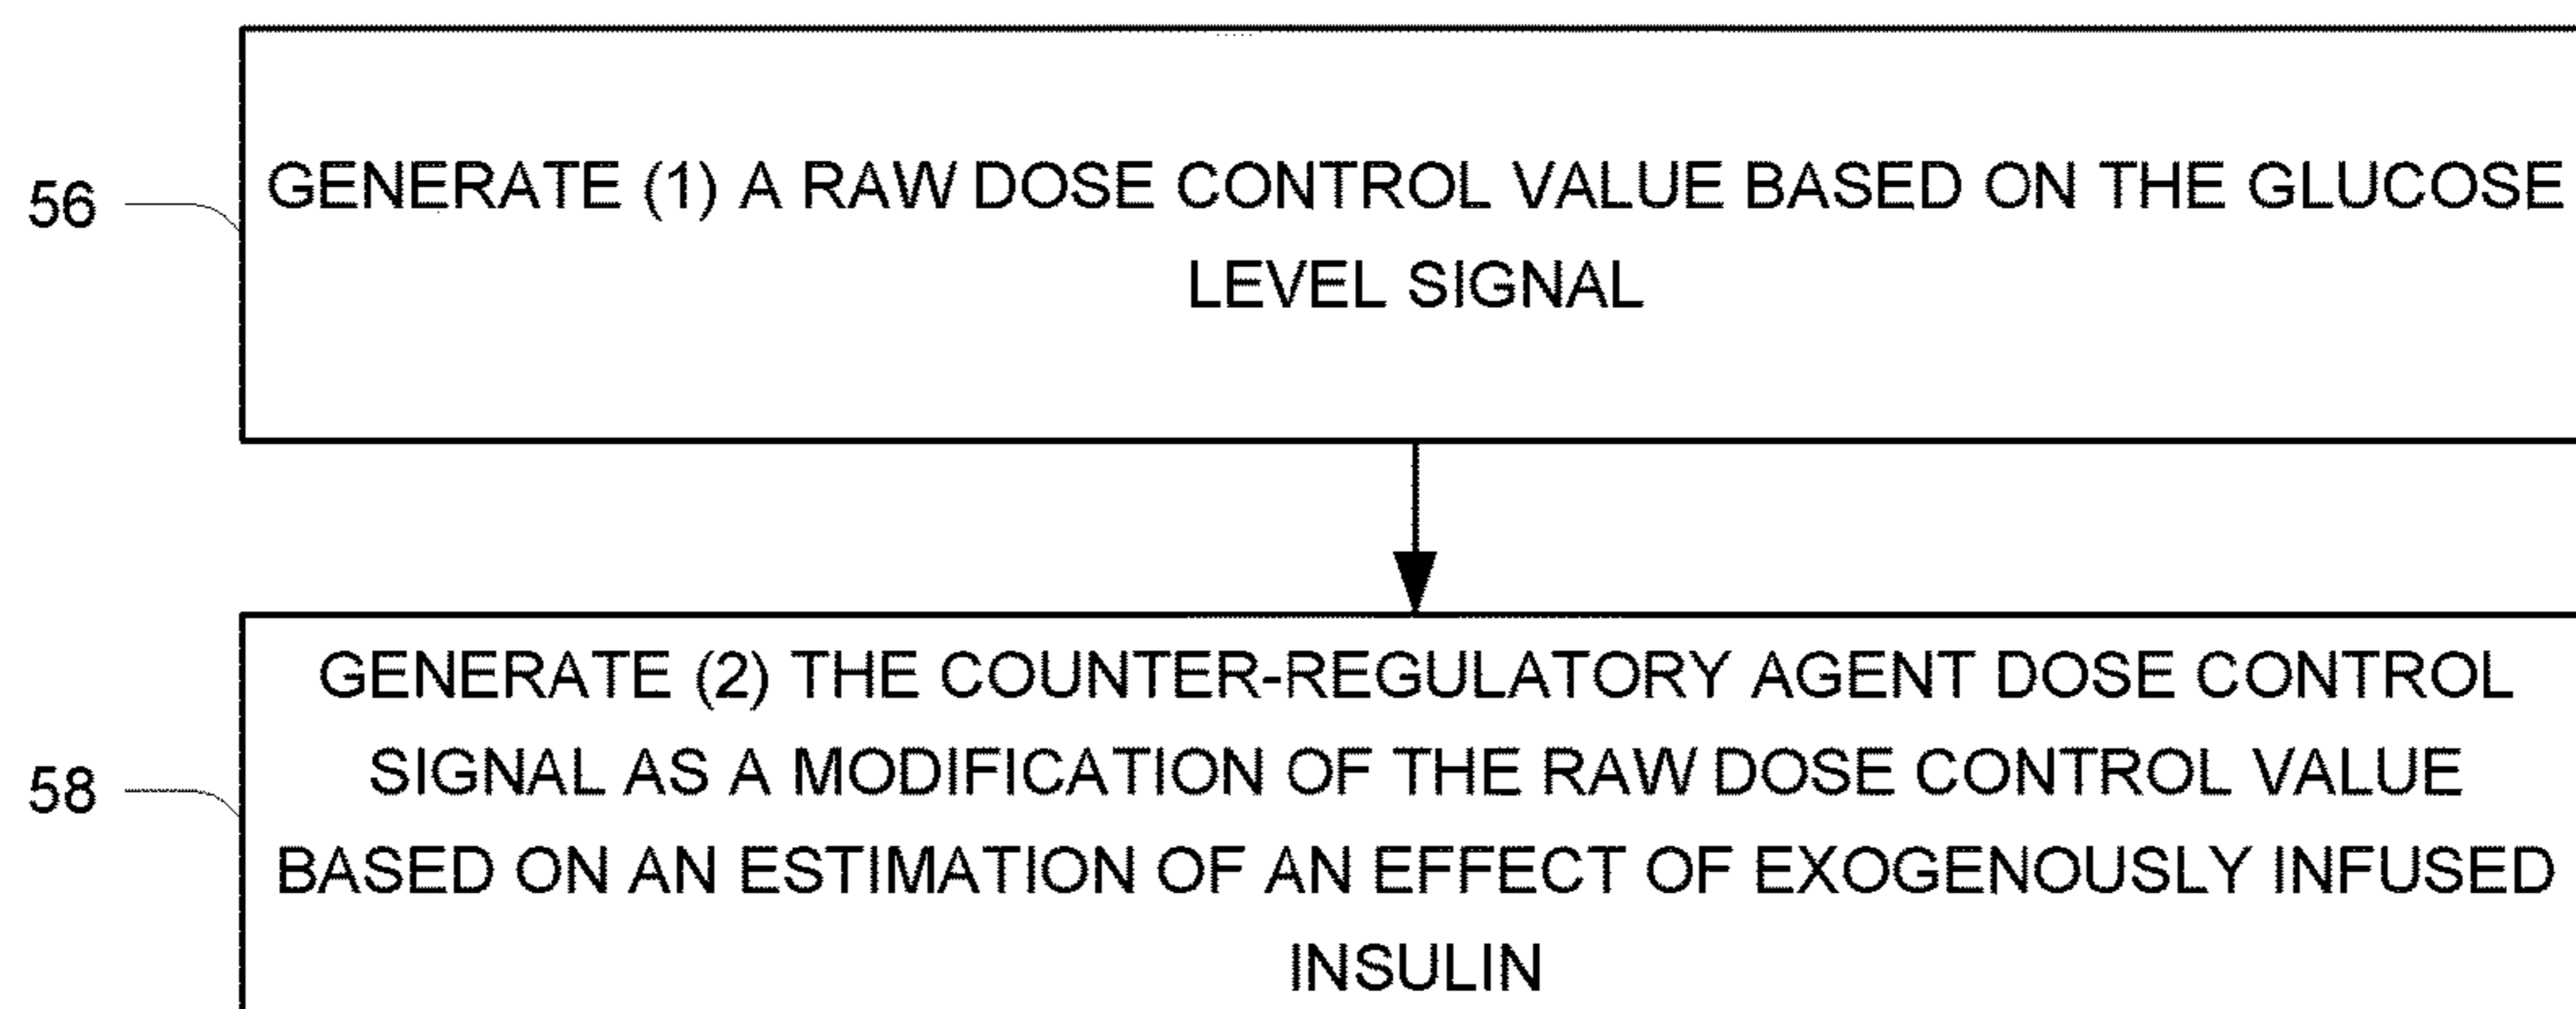 56
GENERATE (1) A RAW DOSE CONTROL VALUE BASED ON THE GLUCOSE
LEVEL SIGNAL
58
GENERATE (2) THE COUNTER-REGULATORY AGENT DOSE CONTROL
SIGNAL AS A MODIFICATION OF THE RAW DOSE CONTROL VALUE
BASED ON AN ESTIMATION OF AN EFFECT OF EXOGENOUSLY INFUSED
INSULIN